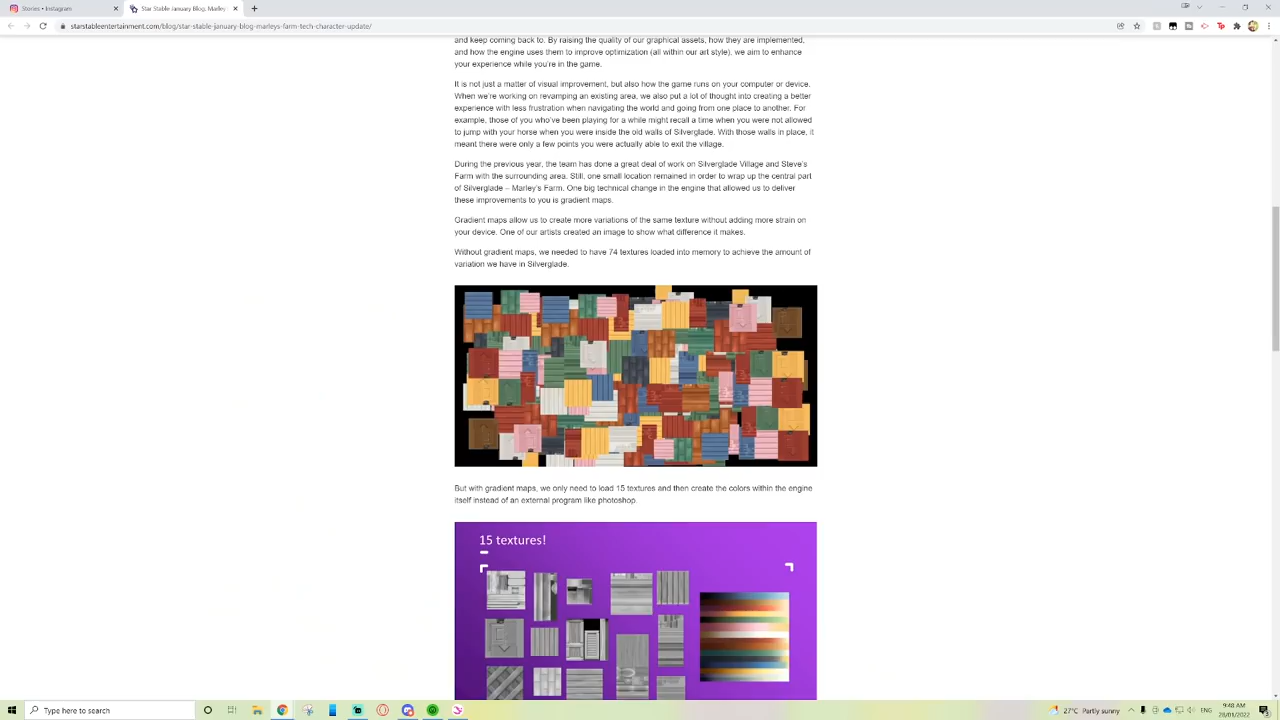 Stories • Instagram
Star Stable January Blog, Marley
starstableentertainment.com/blog/star-stable-january-blog-marleys-farm-tech-character-update/
and keep coming back to. By raising the quality of our graphical assets, how they are implemented,
and how the engine uses them to improve optimization (all within our art style), we aim to enhance
your experience while you're in the game.
It is not just a matter of visual improvement, but also how the game runs on your computer or device.
When we're working on revamping an existing area, we also put a lot of thought into creating a better
experience with less frustration when navigating the world and going from one place to another. For
example, those of you who've been playing for a while might recall a time when you were not allowed
to jump with your horse when you were inside the old walls of Silverglade. With those walls in place, it
meant there were only a few points you were actually able to exit the village.
During the previous year, the team has done a great deal of work on Silverglade Village and Steve's
Farm with the surrounding area. Still, one small location remained in order to wrap up the central part
of Silverglade – Marley's Farm. One big technical change in the engine that allowed us to deliver
these improvements to you is gradient maps.
Gradient maps allow us to create more variations of the same texture without adding more strain on
your device. One of our artists created an image to show what difference it makes.
Without gradient maps, we needed to have 74 textures loaded into memory to achieve the amount of
variation we have in Silverglade.
But with gradient maps, we only need to load 15 textures and then create the colors within the engine
itself instead of an external program like photoshop.
15 textures!
Type here to search
27°C Partly sunny
ENG
9:48 AM
28/01/2022